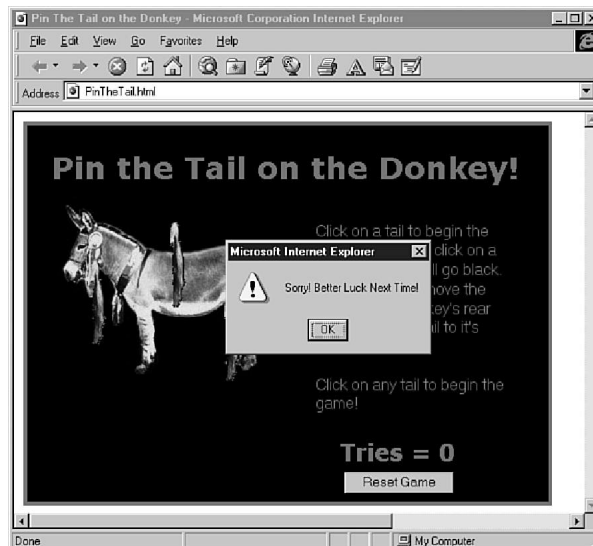 Pin The Tail on the Donkey - Microsoft Corporation Internet Explorer
File Edit View Go Favorites Help
Address PinTheTail.html
Pin the Tail on the Donkey!
Click on a tail to begin the
click on a
ll go black.
move the
key's rear
ail to it's
Microsoft Internet Explorer
Sorry! Better Luck Next Time!
OK
Click on any tail to begin the
game!
Tries = 0
Reset Game
Done
My Computer